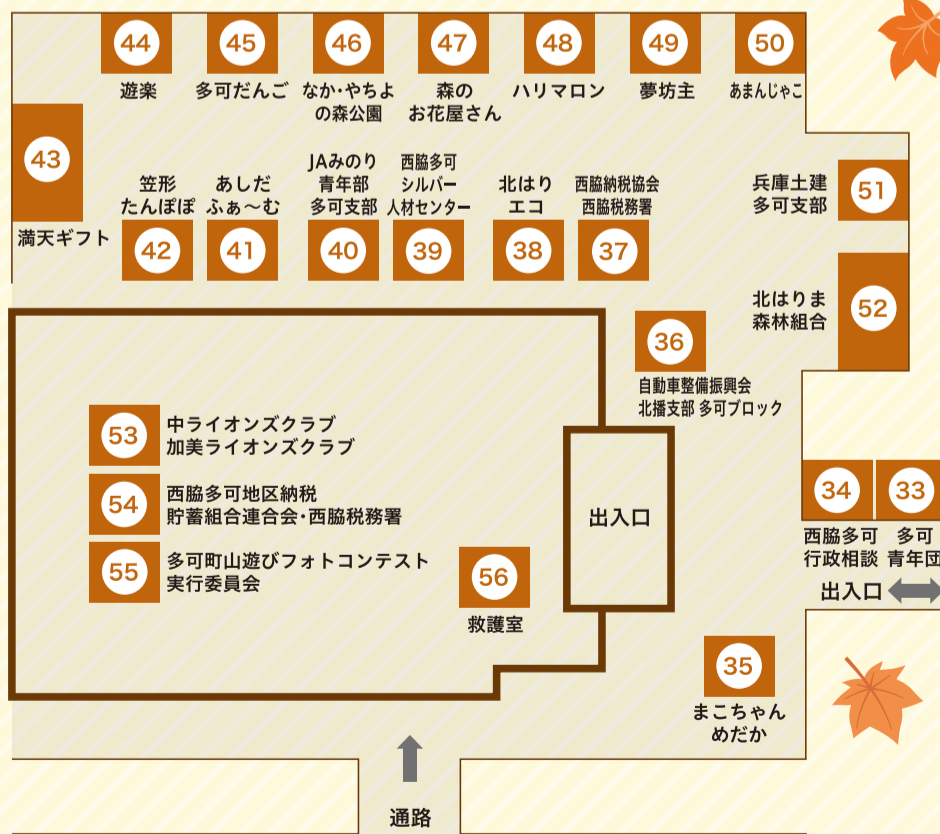 44
遊楽
45
多可だんご
46
なか・やちよ
の森公園
47
森の
お花屋さん
48
ハリマロン
49
夢坊主
50
あまんじゃこ
43
満天ギフト
笠形
たんぽぽ
42
あしだ
ふぁ〜む
41
JAみのり
青年部
多可支部
40
西脇多可
シルバー
人材センター
39
北はり
エコ
38
西脇納税協会
西脇税務署
37
兵庫土建
多可支部
51
北はりま
森林組合
52
36
自動車整備振興会
北播支部 多可ブロック
53
中ライオンズクラブ
加美ライオンズクラブ
54
西脇多可地区納税
貯蓄組合連合会・西脇税務署
55
多可町山遊びフォトコンテスト
実行委員会
56
救護室
出入口
34
西脇多可
行政相談
33
多可
青年団
出入口
35
まこちゃん
めだか
通路